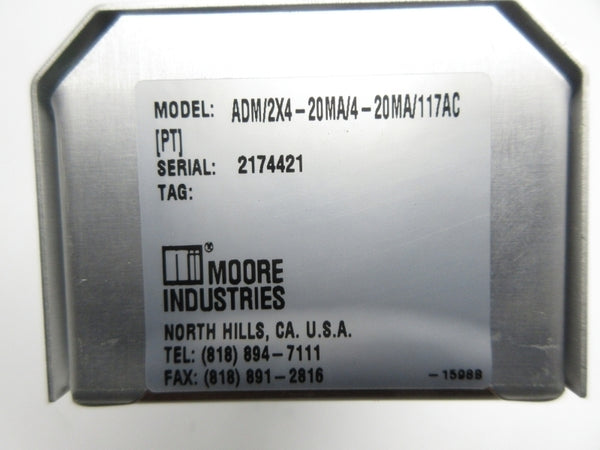 MODEL: ADM/2X4-20MA/4-20MA/117AC
[PT]
SERIAL: 2174421
TAG:
® MOORE
INDUSTRIES
NORTH HILLS, CA. U.S.A.
TEL: (818) 894-7111
FAX: (818) 891-2816 -1598B